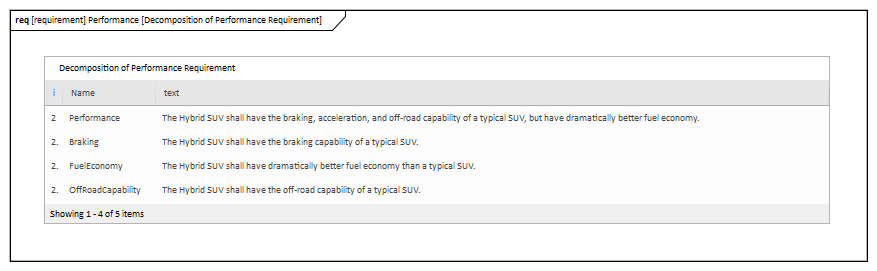 req [requirement] Performance [Decomposition of Performance Requirement]
Decomposition of Performance Requirement
i Name text
2 Performance The Hybrid SUV shall have the braking, acceleration, and off-road capability of a typical SUV, but have dramatically better fuel economy.
2. Braking The Hybrid SUV shall have the braking capability of a typical SUV.
2. FuelEconomy The Hybrid SUV shall have dramatically better fuel economy than a typical SUV.
2. OffRoadCapability The Hybrid SUV shall have the off-road capability of a typical SUV.
Showing 1 - 4 of 5 items